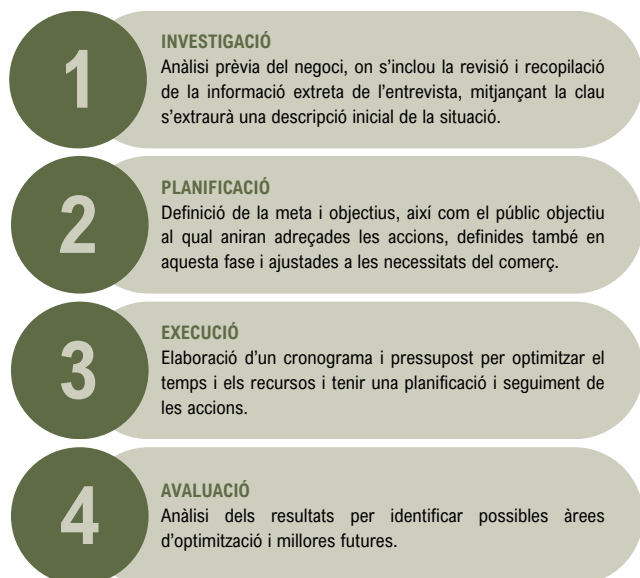 1
INVESTIGACIÓ
Anàlisi prèvia del negoci, on s’inclou la revisió i recopilació
de la informació extreta de l’entrevista, mitjançant la clau
s’extraurà una descripció inicial de la situació.
2
PLANIFICACIÓ
Definició de la meta i objectius, així com el públic objectiu
al qual aniran adreçades les accions, definides també en
aquesta fase i ajustades a les necessitats del comerç.
3
EXECUCIÓ
Elaboració d’un cronograma i pressupost per optimitzar el
temps i els recursos i tenir una planificació i seguiment de
les accions.
4
AVALUACIÓ
Anàlisi dels resultats per identificar possibles àrees
d’optimització i millores futures.